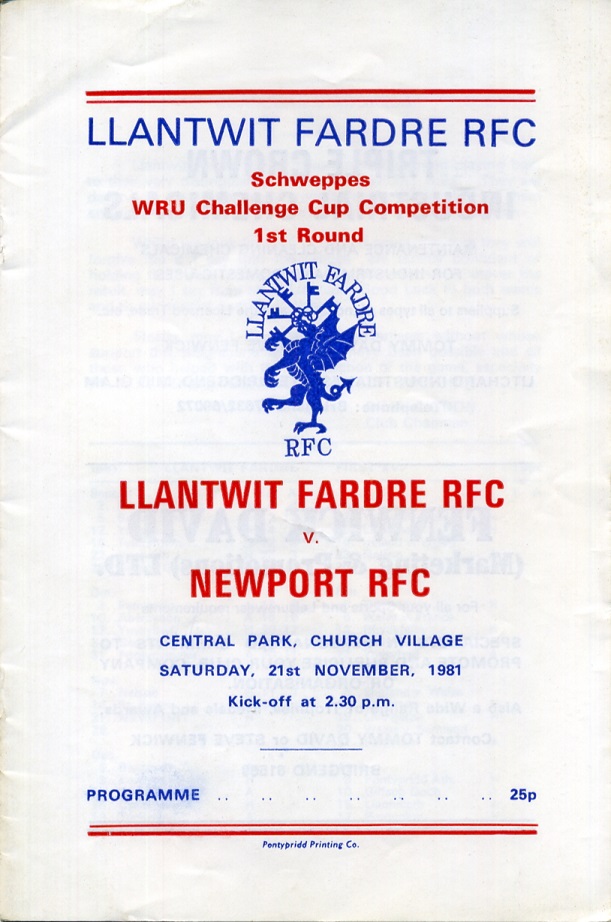 LLANTWIT FARDRE RFC
Schweppes
WRU Challenge Cup Competition
1st Round
LLANTWIT FARDRE
RFC
LLANTWIT FARDRE RFC
v.
NEWPORT RFC
CENTRAL PARK, CHURCH VILLAGE
SATURDAY, 21st NOVEMBER, 1981
Kick-off at 2.30 p.m.
PROGRAMME .. .. .. .. .. .. .. 25p
Pontypridd Printing Co.